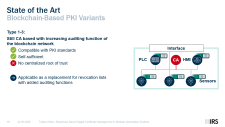 State of the Art
Blockchain-Based PKI Variants
Type 1-3:
Still CA based with increasing auditing function of
the blockchain network
Compatible with PKI standards
Self-sufficient
No centralised root of trust
Applicable as a replacement for revocation lists
with added auditing functions
Interface
PLC
CA
HMI
Sensors
IRS